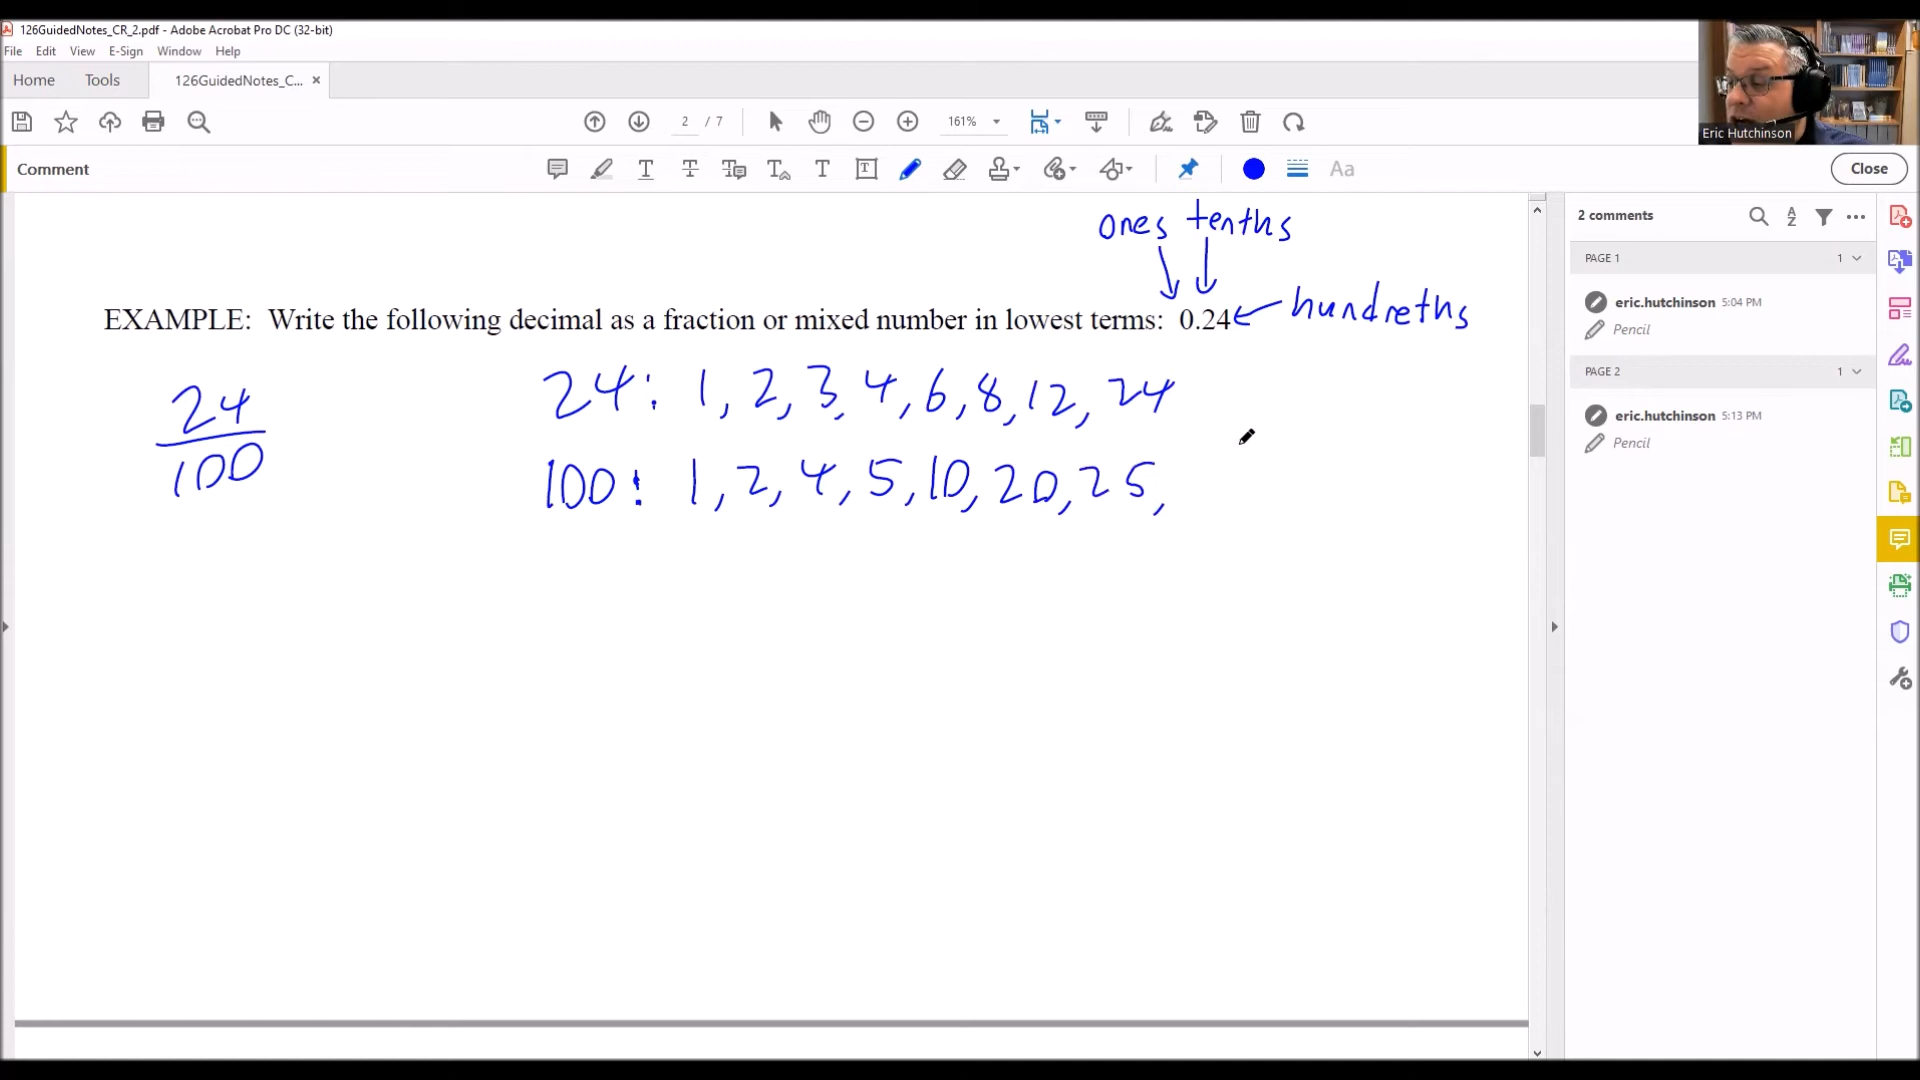 126GuidedNotes_CR_2.pdf - Adobe Acrobat Pro DC (32-bit)
File Edit View E-Sign Window Help
Home Tools 126GuidedNotes_C... ×
2 / 7 161%
Eric Hutchinson
Comment
Aa
Close
ones tenths
EXAMPLE: Write the following decimal as a fraction or mixed number in lowest terms: 0.24
hundreths
24
100
24: 1, 2, 3, 4, 6, 8, 12, 24
100: 1, 2, 4, 5, 10, 20, 25,
2 comments
PAGE 1 1
eric.hutchinson 5:04 PM
Pencil
PAGE 2 1
eric.hutchinson 5:13 PM
Pencil